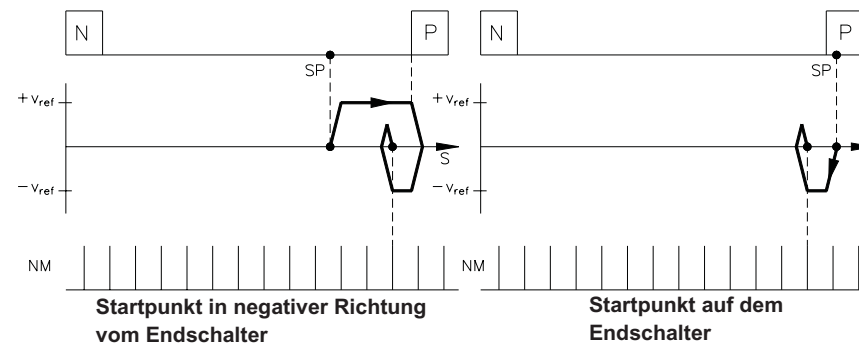 N P N P
SP SP
+ vref + vref
S
− vref − vref
NM NM
Startpunkt in negativer Richtung
vom Endschalter
Startpunkt auf dem
Endschalter